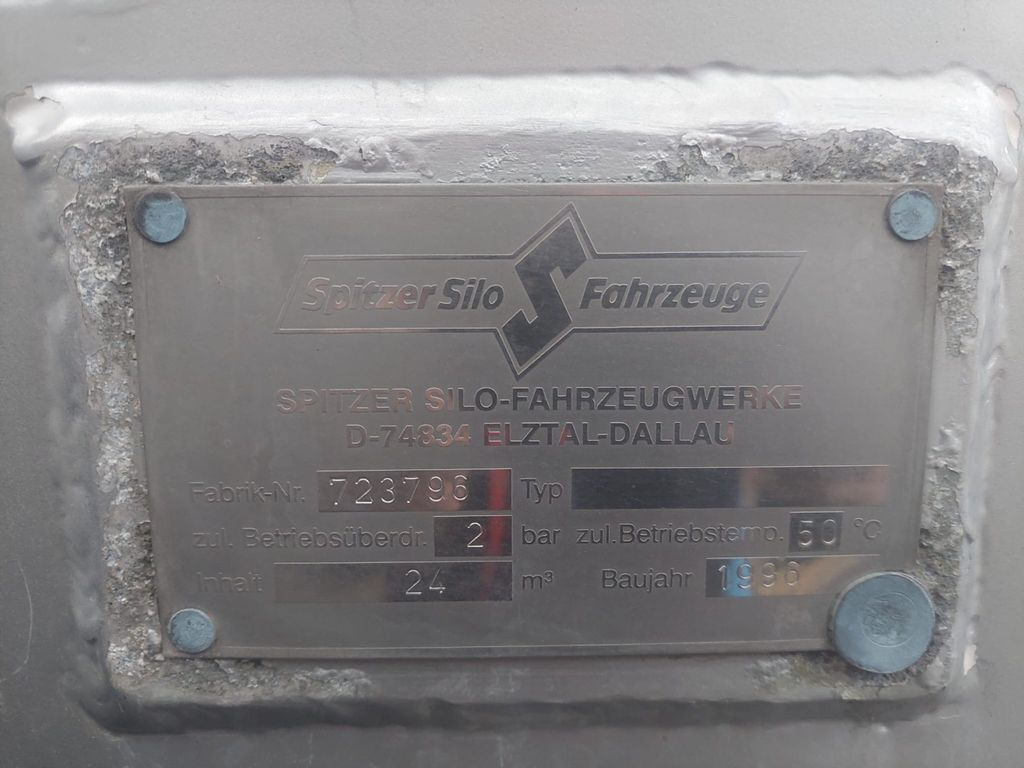 Spitzer Silo S Fahrzeuge
SPITZER SILO-FAHRZEUGWERKE
D-74834 ELZTAL-DALLAU
Fabrik-Nr. 723796 Typ
zul. Betriebsüberdr. 2 bar zul. Betriebstemp. 50 °C
Inhalt 24 m³ Baujahr 1996